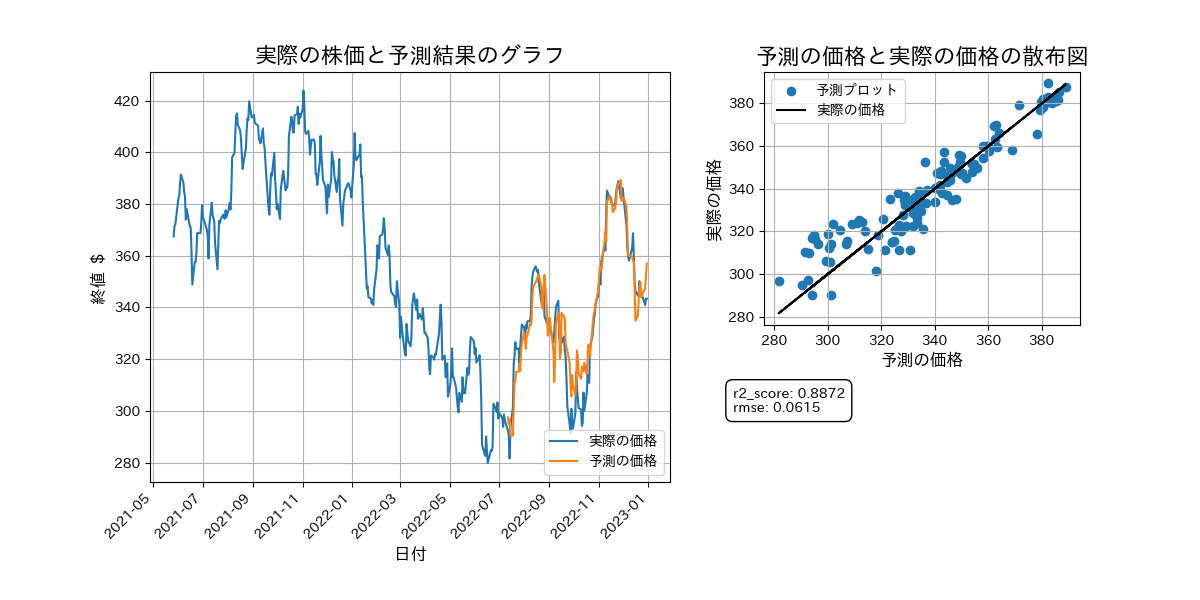 実際の株価と予測結果のグラフ
終値 $
420
400
380
360
340
320
300
280
2021-05
2021-07
2021-09
2021-11
2022-01
2022-03
2022-05
2022-07
2022-09
2022-11
2023-01
日付
実際の価格
予測の価格
予測の価格と実際の価格の散布図
実際の価格
380
360
340
320
300
280
280
300
320
340
360
380
予測の価格
予測プロット
実際の価格
r2_score: 0.8872
rmse: 0.0615